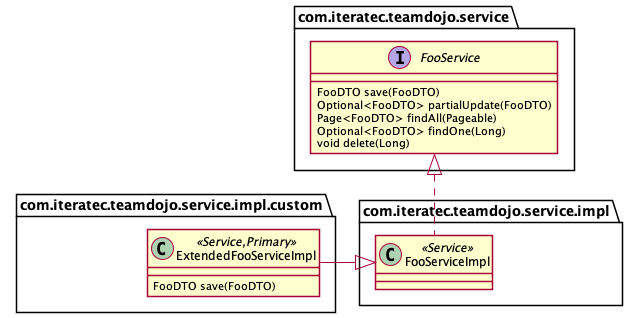 com.iteratec.teamdojo.service
I FooService
FooDTO save(FooDTO)
Optional<FooDTO> partialUpdate(FooDTO)
Page<FooDTO> findAll(Pageable)
Optional<FooDTO> findOne(Long)
void delete(Long)
com.iteratec.teamdojo.service.impl.custom
C «Service,Primary»
ExtendedFooServiceImpl
FooDTO save(FooDTO)
com.iteratec.teamdojo.service.impl
C «Service»
FooServiceImpl